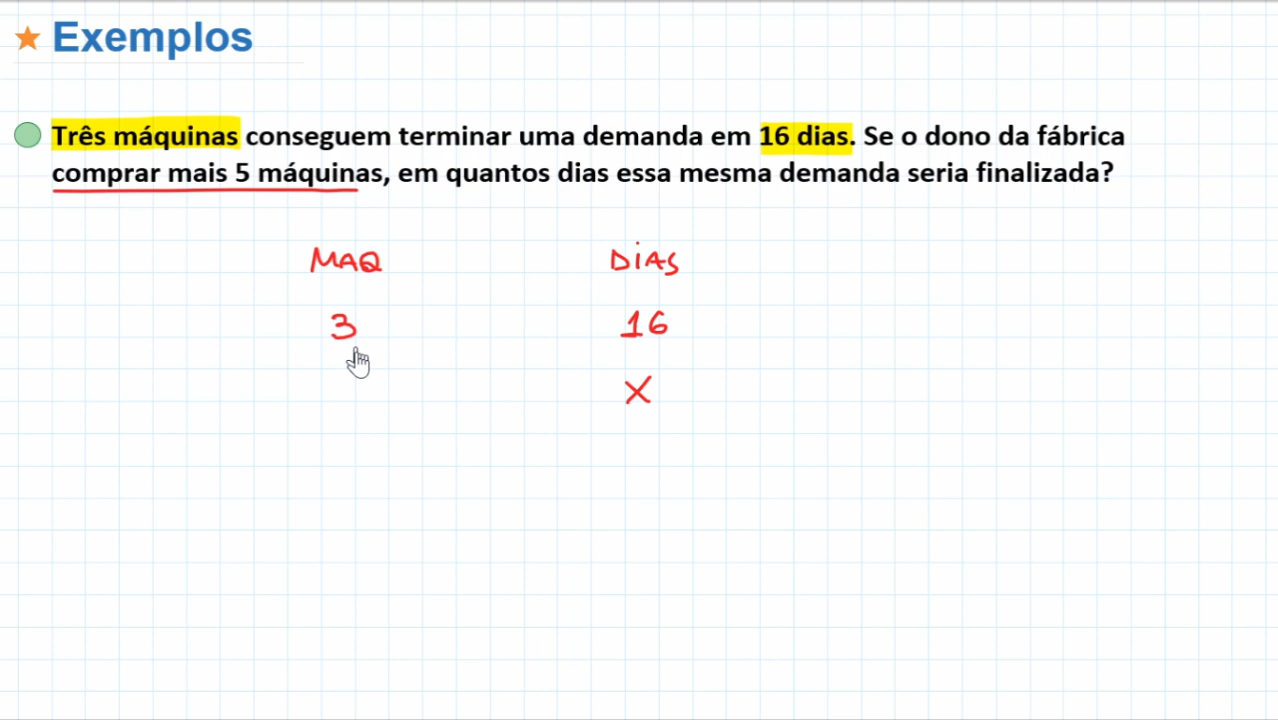 Exemplos
Três máquinas conseguem terminar uma demanda em 16 dias. Se o dono da fábrica
comprar mais 5 máquinas, em quantos dias essa mesma demanda seria finalizada?
MAQ DiAS
3 16
X